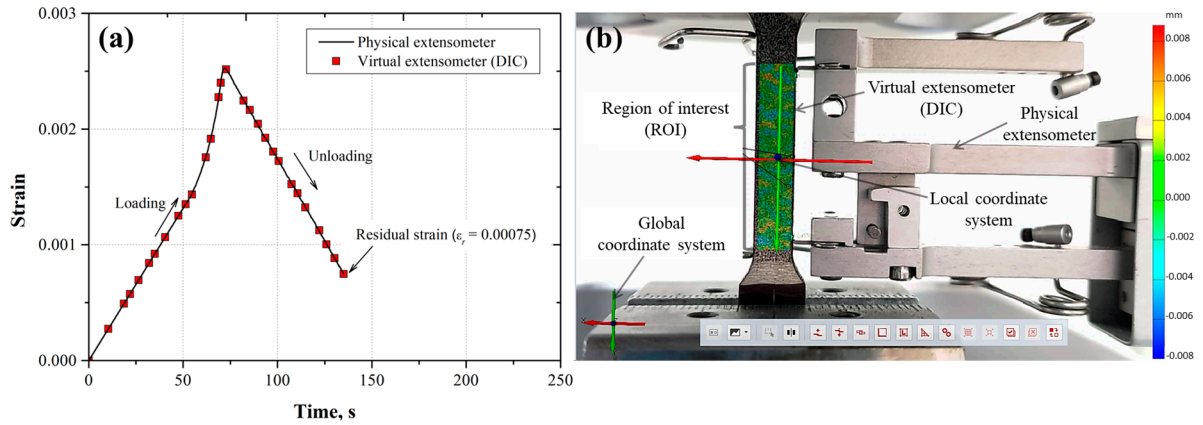 (a)
0.003
0.002
0.001
0.000
Strain
Physical extensometer
Virtual extensometer (DIC)
Loading
Unloading
Residual strain (εr = 0.00075)
0
50
100
150
200
250
Time, s
(b)
Region of interest
(ROI)
Virtual extensometer
(DIC)
Physical
extensometer
Local coordinate
system
Global
coordinate system
mm
0.008
0.006
0.004
0.002
0.000
-0.002
-0.004
-0.006
-0.008